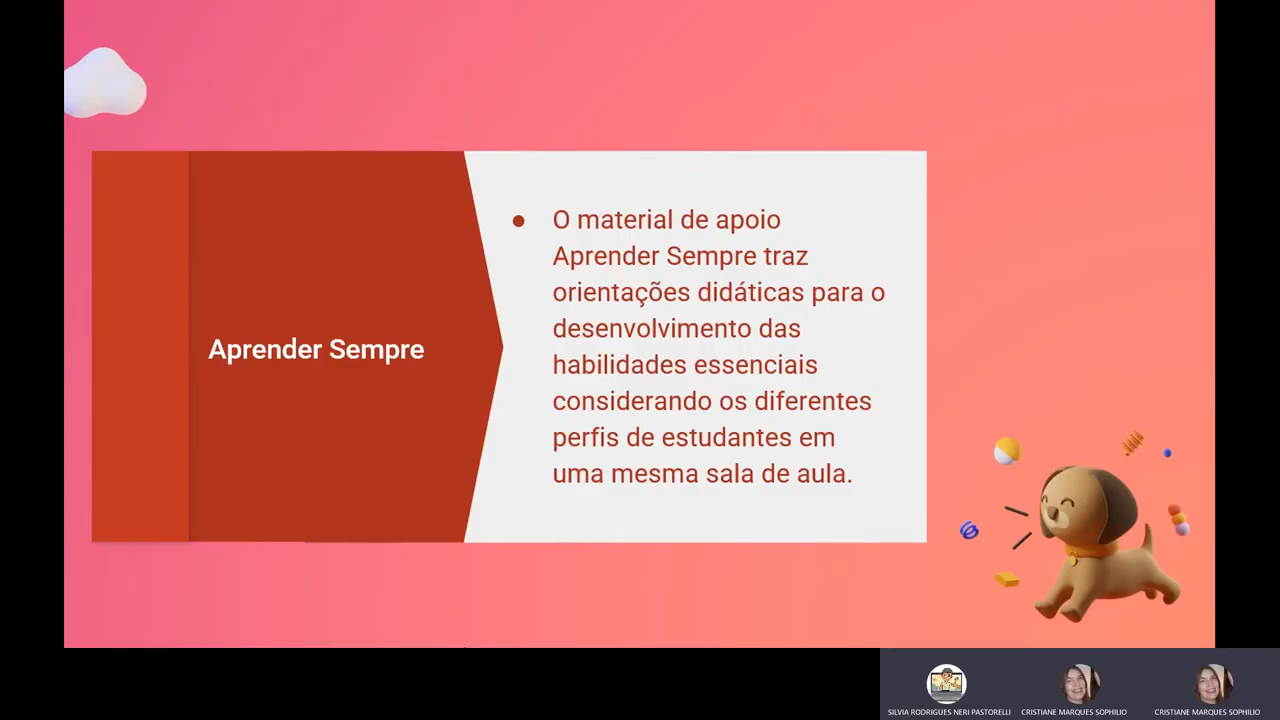 Aprender Sempre
● O material de apoio
Aprender Sempre traz
orientações didáticas para o
desenvolvimento das
habilidades essenciais
considerando os diferentes
perfis de estudantes em
uma mesma sala de aula.
SILVIA RODRIGUES NERI PASTORELLI
CRISTIANE MARQUES SOPHILIO
CRISTIANE MARQUES SOPHILIO